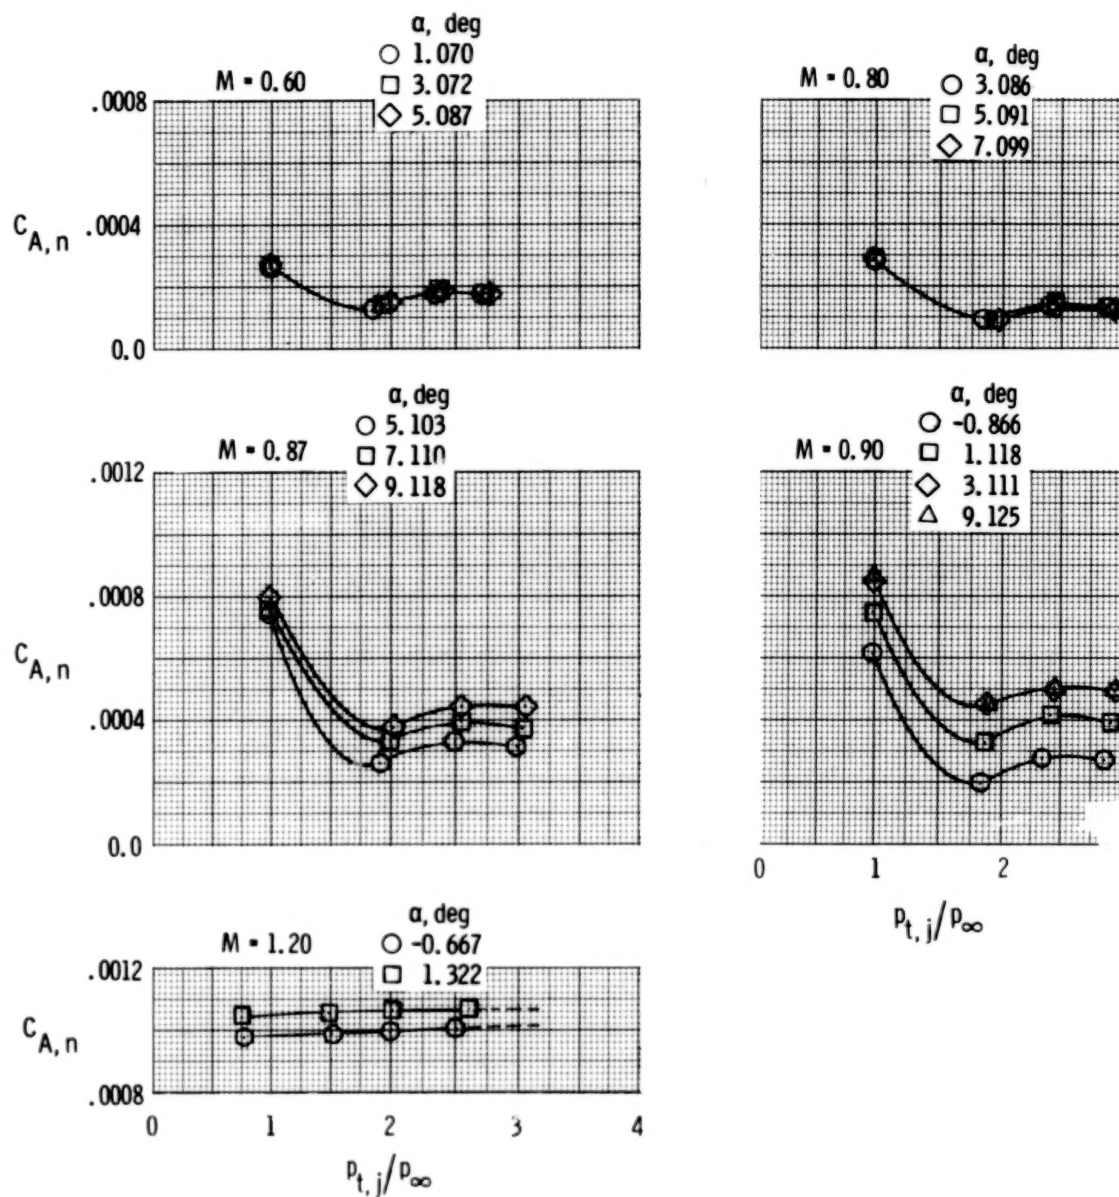 α, deg
○ 1.070
□ 3.072
◇ 5.087
M = 0.60
.0008
.0004
0.0
C_A,n
α, deg
○ 3.086
□ 5.091
◇ 7.099
M = 0.80
α, deg
○ 5.103
□ 7.110
◇ 9.118
M = 0.87
.0012
.0008
.0004
0.0
C_A,n
α, deg
○ -0.866
□ 1.118
◇ 3.111
△ 9.125
M = 0.90
0 1 2
p_t,j/p_∞
α, deg
○ -0.667
□ 1.322
M = 1.20
.0012
.0008
C_A,n
0 1 2 3 4
p_t,j/p_∞